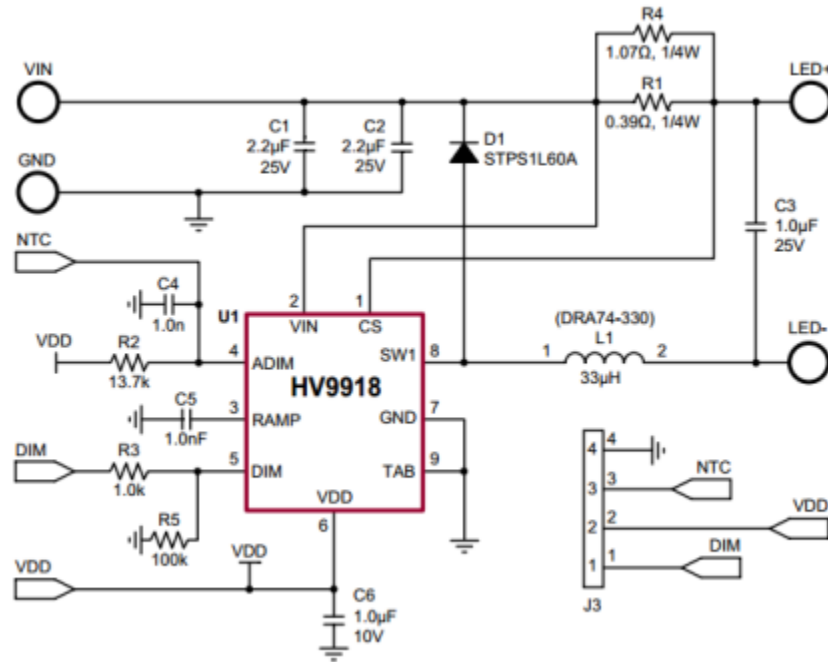 R4
1.07Ω, 1/4W
R1
0.39Ω, 1/4W
VIN
LED+
GND
C1
2.2µF
25V
C2
2.2µF
25V
D1
STPS1L60A
C3
1.0µF
25V
NTC
C4
1.0n
VDD
R2
13.7k
C5
1.0nF
DIM
R3
1.0k
R5
100k
VDD
VDD
U1
2
VIN
1
CS
4
ADIM
3
RAMP
5
DIM
HV9918
SW1
8
GND
7
TAB
9
VDD
6
C6
1.0µF
10V
(DRA74-330)
L1
1
2
33µH
LED-
4
4
3
3
NTC
2
2
VDD
1
1
DIM
J3